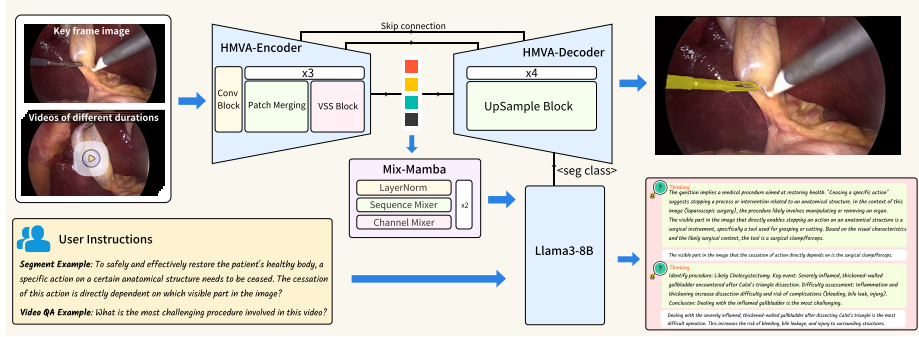 Key frame image
Videos of different durations
Skip connection
HMVA-Encoder
Conv
Block
x3
Patch Merging
VSS Block
HMVA-Decoder
x4
UpSample Block
Mix-Mamba
LayerNorm
Sequence Mixer
Channel Mixer
x2
<seg class>
Llama3-8B
User Instructions
Segment Example: To safely and effectively restore the patient's healthy body, a
specific action on a certain anatomical structure needs to be ceased. The cessation
of this action is directly dependent on which visible part in the image?
Video QA Example: What is the most challenging procedure involved in this video?
?
Thinking
The question implies a medical procedure aimed at restoring health. "Ceasing a specific action"
suggests stopping a process or intervention related to an anatomical structure. In the context of this
image (laparoscopic surgery), the procedure likely involves manipulating or removing an organ.
The visible part in the image that directly enables stopping an action on an anatomical structure is a
surgical instrument, specifically a tool used for grasping or cutting. Based on the visual characteristics
and the likely surgical context, the tool is a surgical clamp/forceps.
The visible part in the image that the cessation of action directly depends on is the surgical clamp/forceps.
?
Thinking
Identify procedure: Likely Cholecystectomy. Key event: Severely inflamed, thickened-walled
gallbladder encountered after Calot's triangle dissection. Difficulty assessment: Inflammation and
thickening increase dissection difficulty and risk of complications (bleeding, bile leak, injury).
Conclusion: Dealing with the inflamed gallbladder is the most challenging.
Dealing with the severely inflamed, thickened-walled gallbladder after dissecting Calot's triangle is the most
difficult operation. This increases the risk of bleeding, bile leakage, and injury to surrounding structures.